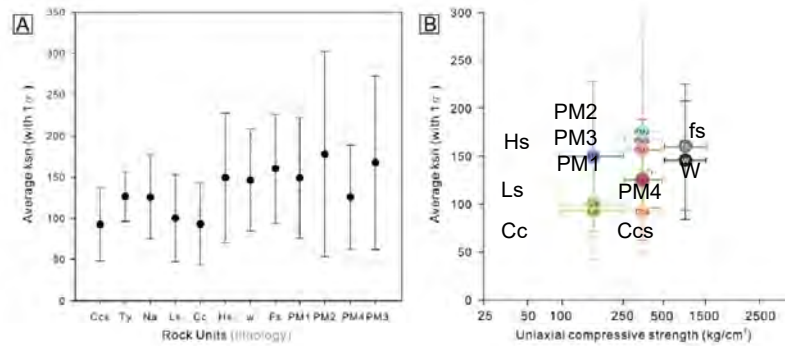 A
350
300
250
200
150
100
50
0
Average ksn (with 1σ)
Ccs Ty Na Ls Cc Hs w Fs PM1 PM2 PM4 PM3
Rock Units (lithology)
B
300
250
200
150
100
50
0
Average ksn (with 1σ)
PM2
Hs PM3 fs
PM1 W
Ls PM4
Cc Ccs
25 50 100 250 500 1500 2500
Uniaxial compressive strength (kg/cm²)